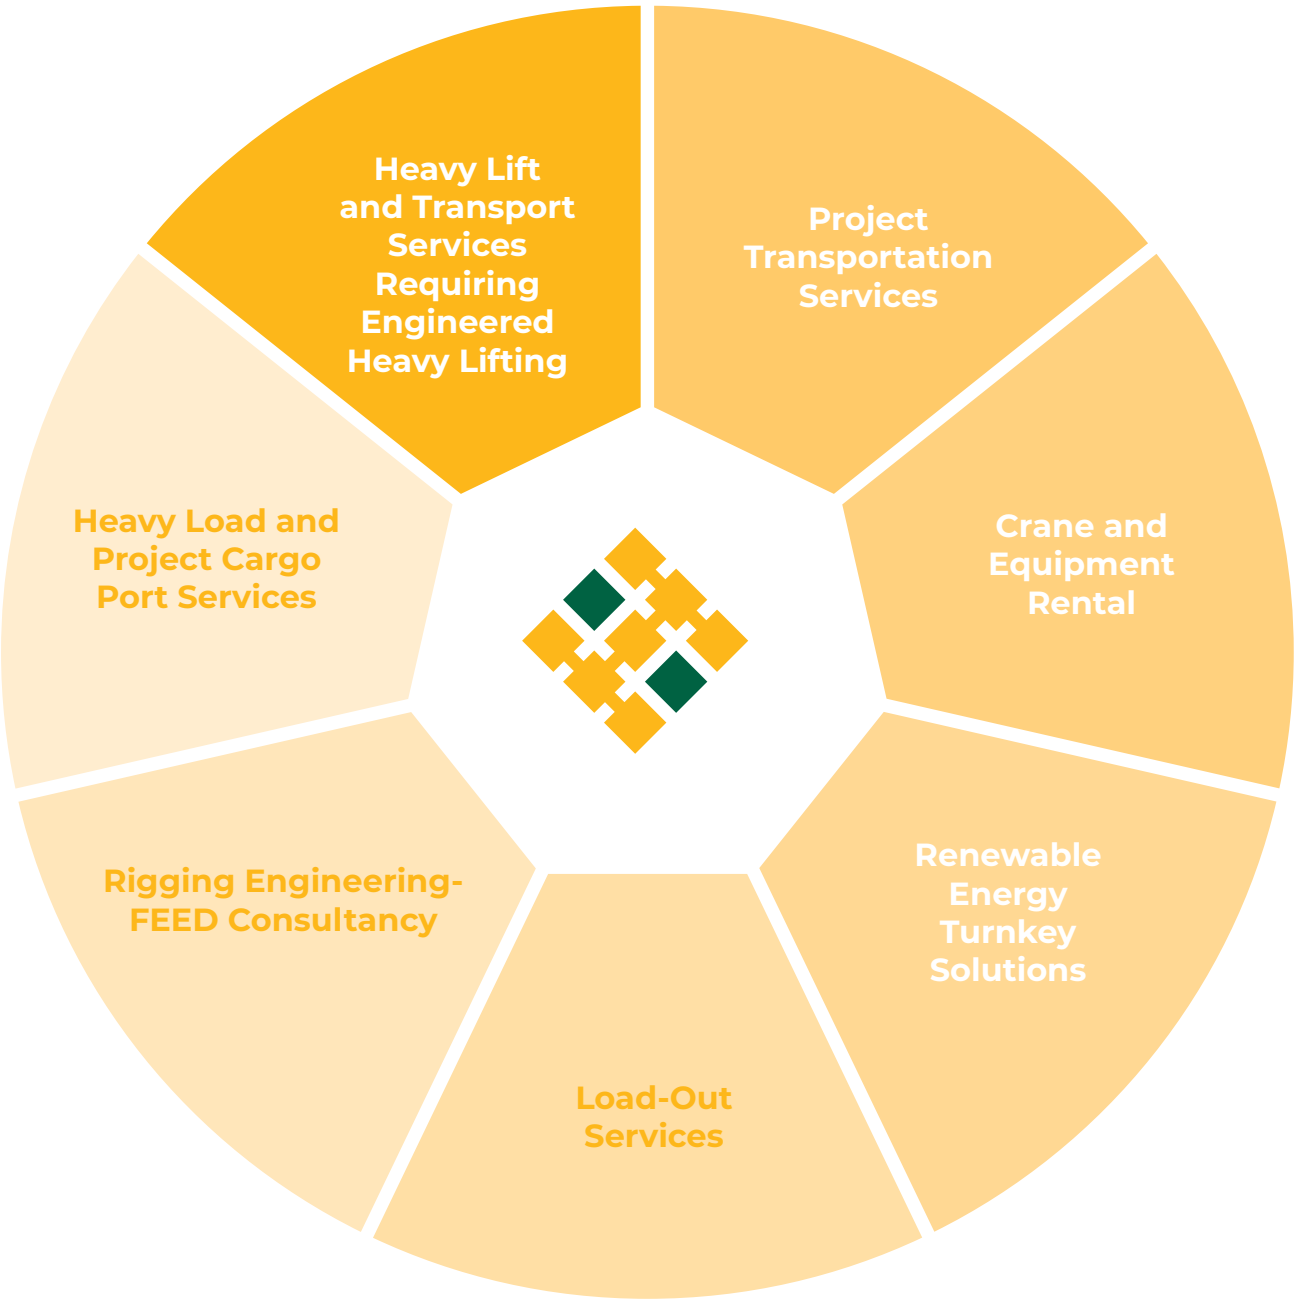 Heavy Lift
and Transport
Services
Requiring
Engineered
Heavy Lifting
Project
Transportation
Services
Crane and
Equipment
Rental
Renewable
Energy
Turnkey
Solutions
Load-Out
Services
Rigging Engineering-
FEED Consultancy
Heavy Load and
Project Cargo
Port Services